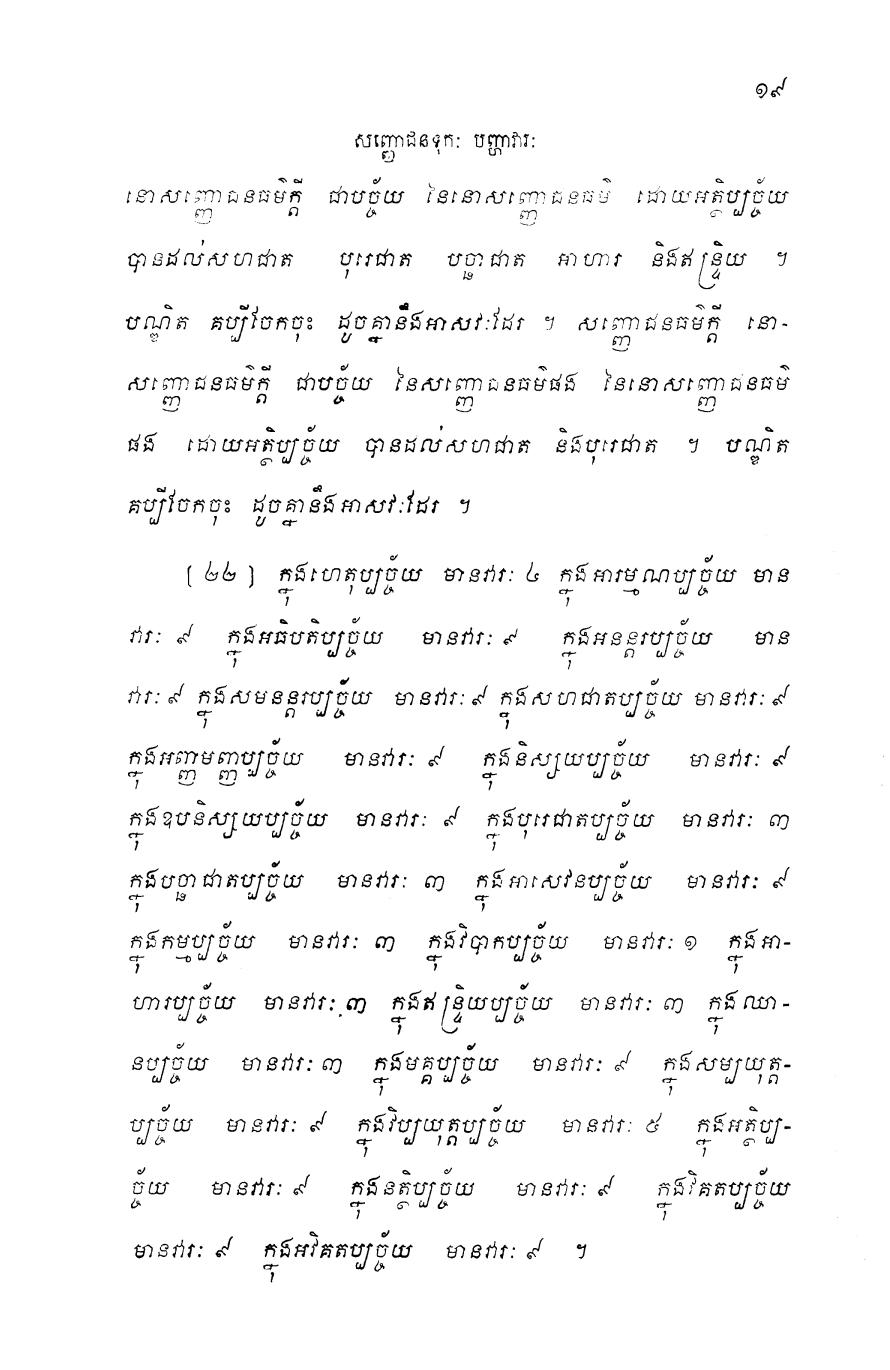 ១៩
សញ្ញោជនទុកៈ បញ្ហាវារៈ
នោសញ្ញោជនធម៌ក្តី ជាបច្ច័យ នៃនោសញ្ញោជនធម៌ ដោយអត្ថិប្បច្ច័យ
បានដល់សហជាត បុរេជាត បច្ឆាជាត អាហារ និងឥន្ទ្រិយ ។
បណ្ឌិត គប្បីចែកចុះ ដូចគ្នានឹងអាសវៈដែរ ។ សញ្ញោជនធម៌ក្តី នោ-
សញ្ញោជនធម៌ក្តី ជាបច្ច័យ នៃសញ្ញោជនធម៌ផង នៃនោសញ្ញោជនធម៌
ផង ដោយអត្ថិប្បច្ច័យ បានដល់សហជាត និងបុរេជាត ។ បណ្ឌិត
គប្បីចែកចុះ ដូចគ្នានឹងអាសវៈដែរ ។
[ ២២ ] ក្នុងហេតុប្បច្ច័យ មានវារៈ ៤ ក្នុងអារម្មណប្បច្ច័យ មាន
វារៈ ៩ ក្នុងអធិបតិប្បច្ច័យ មានវារៈ ៩ ក្នុងអនន្តរប្បច្ច័យ មាន
វារៈ ៩ ក្នុងសមនន្តរប្បច្ច័យ មានវារៈ ៩ ក្នុងសហជាតប្បច្ច័យ មានវារៈ ៩
ក្នុងអញ្ញាមញ្ញប្បច្ច័យ មានវារៈ ៩ ក្នុងនិស្សយប្បច្ច័យ មានវារៈ ៩
ក្នុងឧបនិស្សយប្បច្ច័យ មានវារៈ ៩ ក្នុងបុរេជាតប្បច្ច័យ មានវារៈ ៣
ក្នុងបច្ឆាជាតប្បច្ច័យ មានវារៈ ៣ ក្នុងអាសេវនប្បច្ច័យ មានវារៈ ៩
ក្នុងកម្មប្បច្ច័យ មានវារៈ ៣ ក្នុងវិបាកប្បច្ច័យ មានវារៈ ១ ក្នុងអា-
ហារប្បច្ច័យ មានវារៈ ៣ ក្នុងឥន្ទ្រិយប្បច្ច័យ មានវារៈ ៣ ក្នុងឈា-
នប្បច្ច័យ មានវារៈ ៣ ក្នុងមគ្គប្បច្ច័យ មានវារៈ ៩ ក្នុងសម្បយុត្ត-
ប្បច្ច័យ មានវារៈ ៩ ក្នុងវិប្បយុត្តប្បច្ច័យ មានវារៈ ៥ ក្នុងអត្ថិប្ប-
ច្ច័យ មានវារៈ ៩ ក្នុងនត្ថិប្បច្ច័យ មានវារៈ ៩ ក្នុងវិគតប្បច្ច័យ
មានវារៈ ៩ ក្នុងអវិគតប្បច្ច័យ មានវារៈ ៩ ។